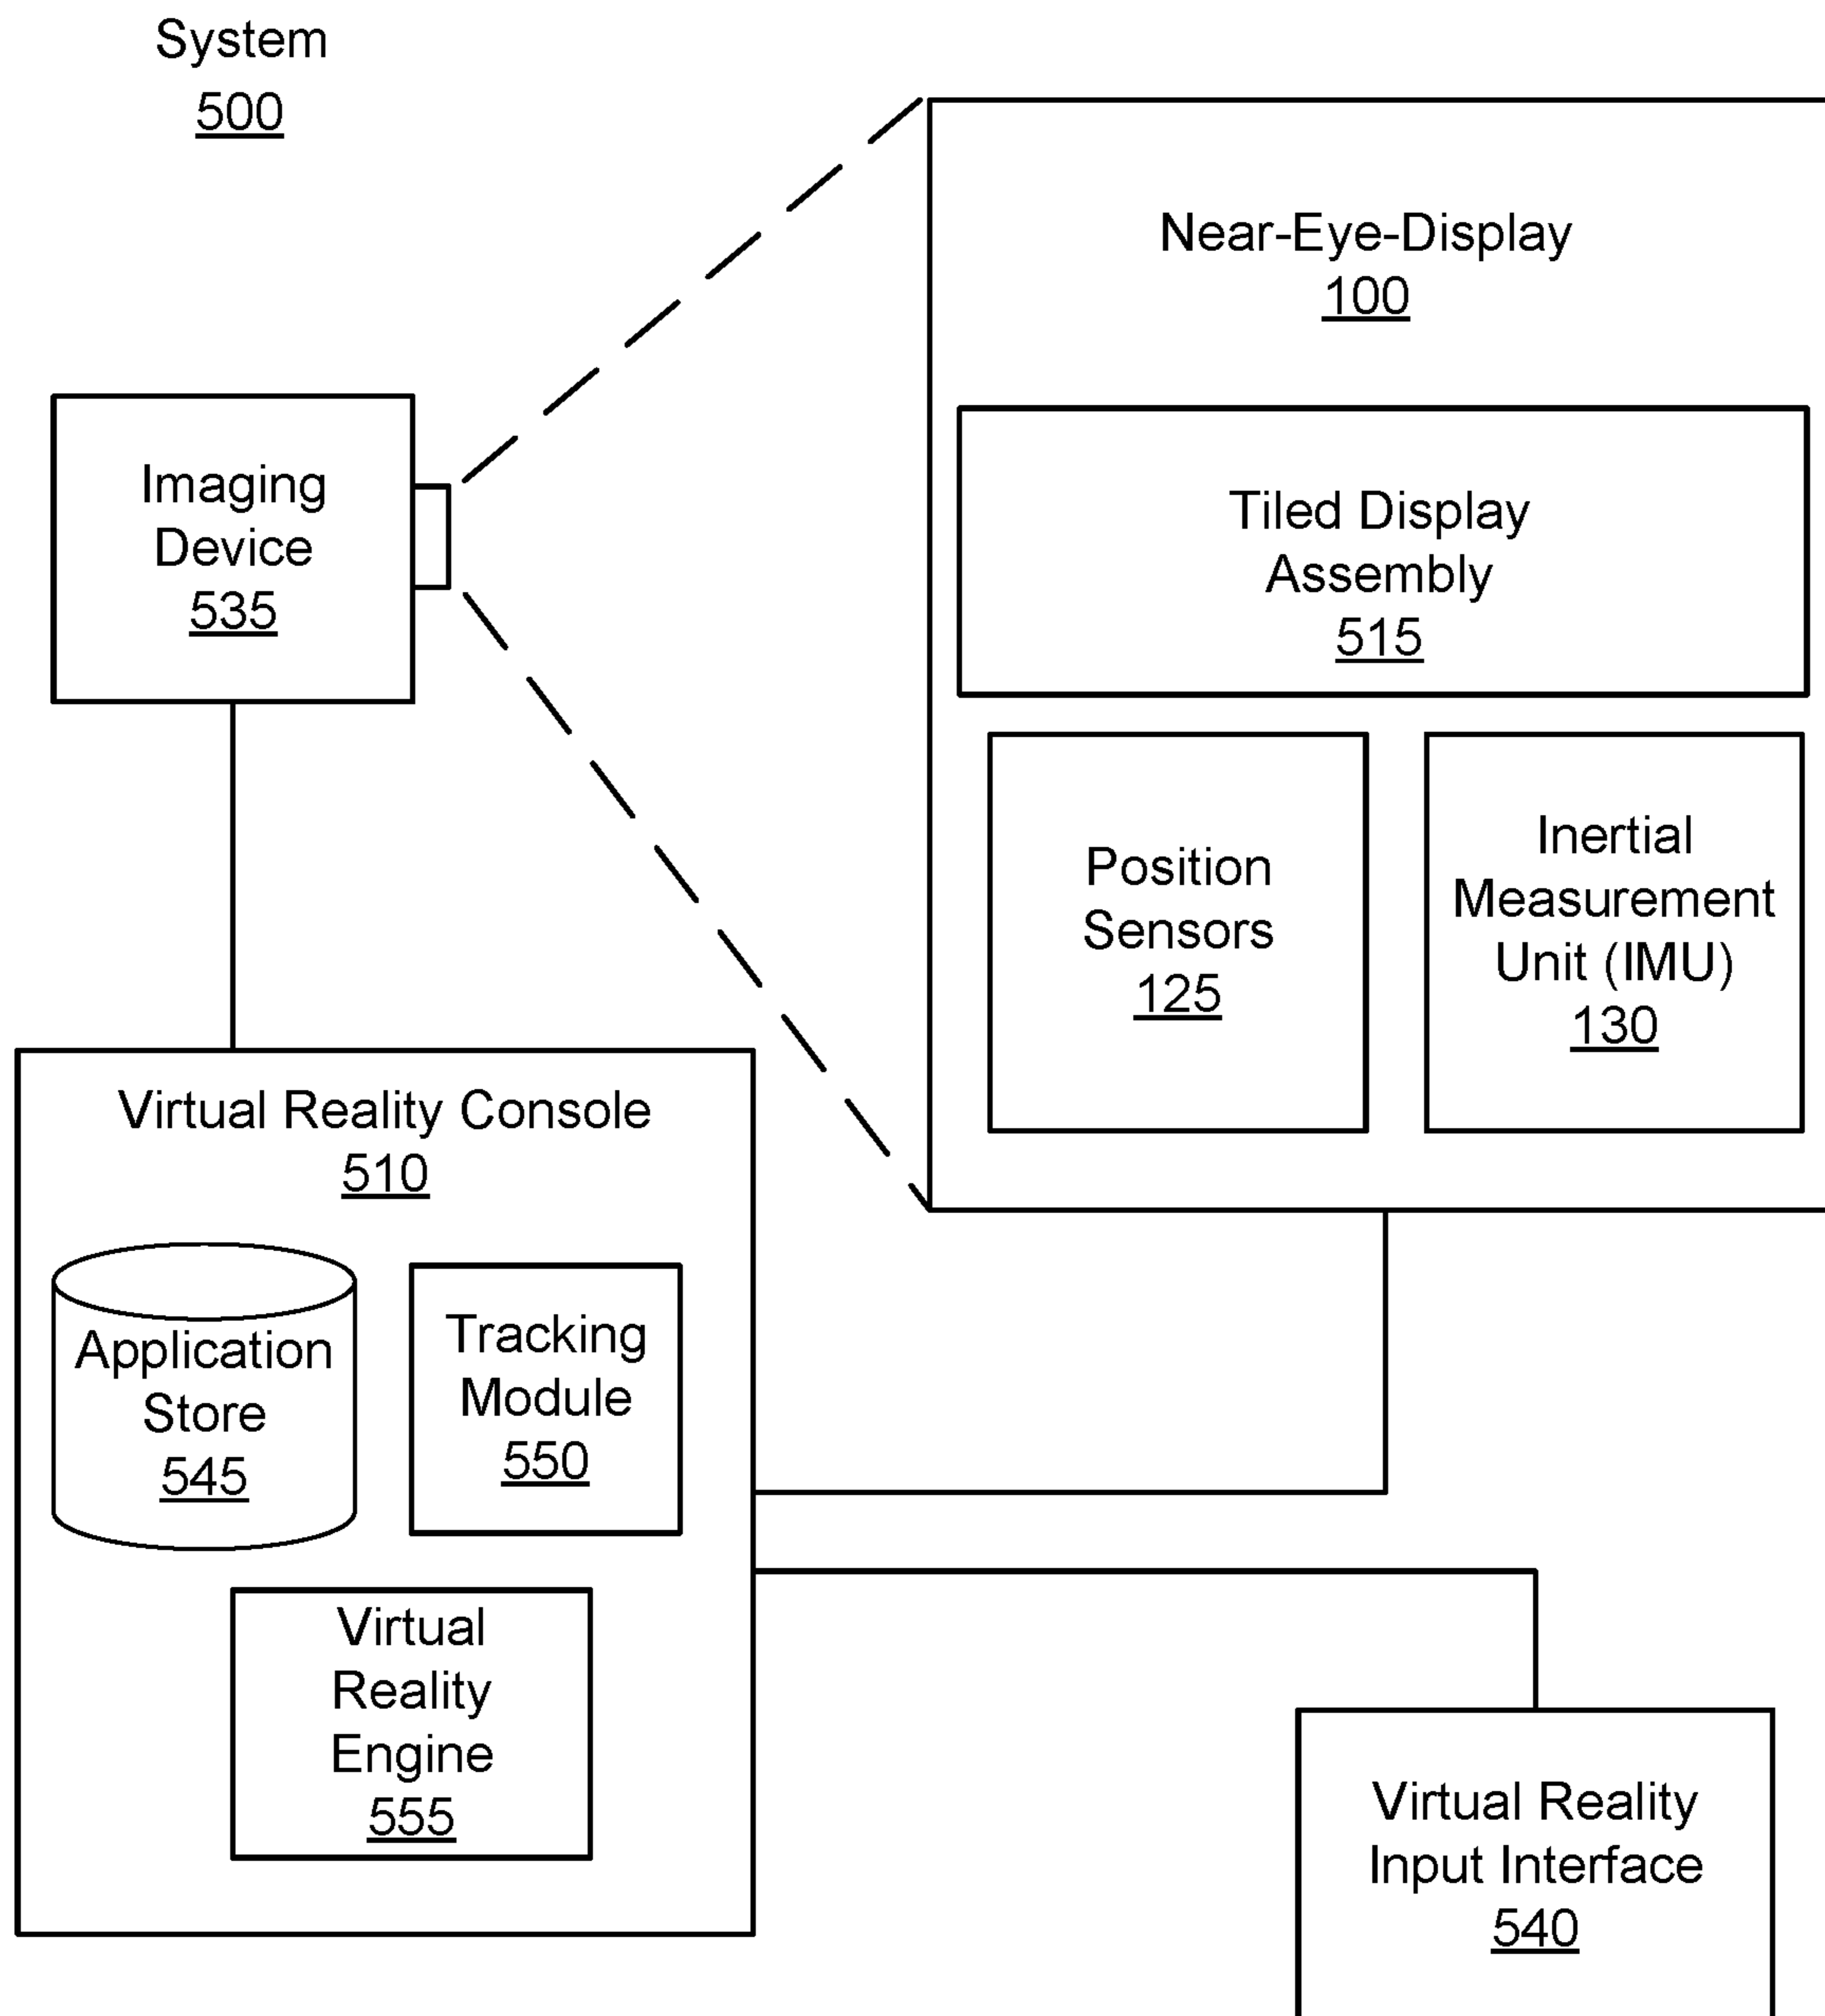 System
500
Near-Eye-Display
100
Imaging
Device
535
Tiled Display
Assembly
515
Position
Sensors
125
Inertial
Measurement
Unit (IMU)
130
Virtual Reality Console
510
Application
Store
545
Tracking
Module
550
Virtual
Reality
Engine
555
Virtual Reality
Input Interface
540